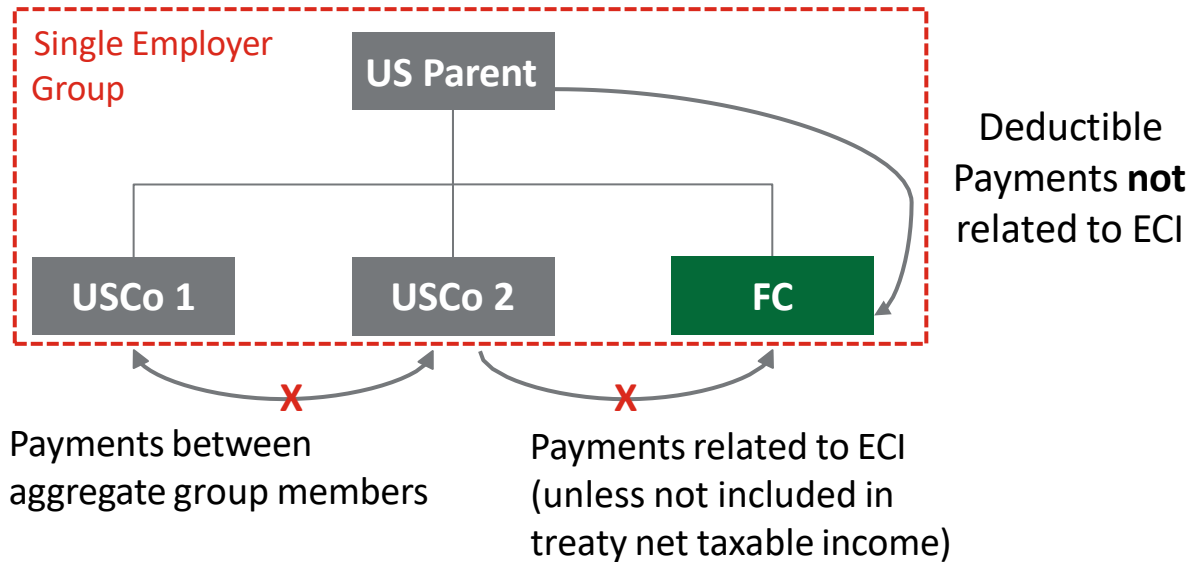 Single Employer
Group
US Parent
Deductible
Payments not
related to ECI
USCo 1
USCo 2
FC
X
X
Payments between
aggregate group members
Payments related to ECI
(unless not included in
treaty net taxable income)